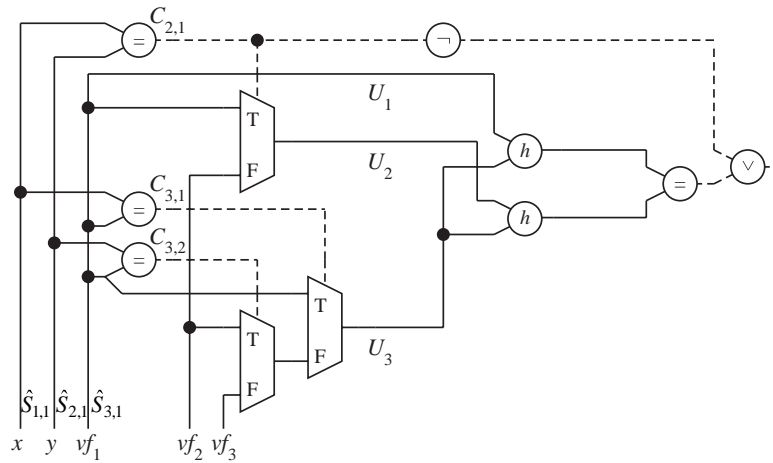 C2,1
=
¬
U1
T
h
∨
U2
F
=
C3,1
=
h
C3,2
=
T
T
U3
F
F
Ŝ1,1 Ŝ2,1 Ŝ3,1
x y vf1 vf2 vf3